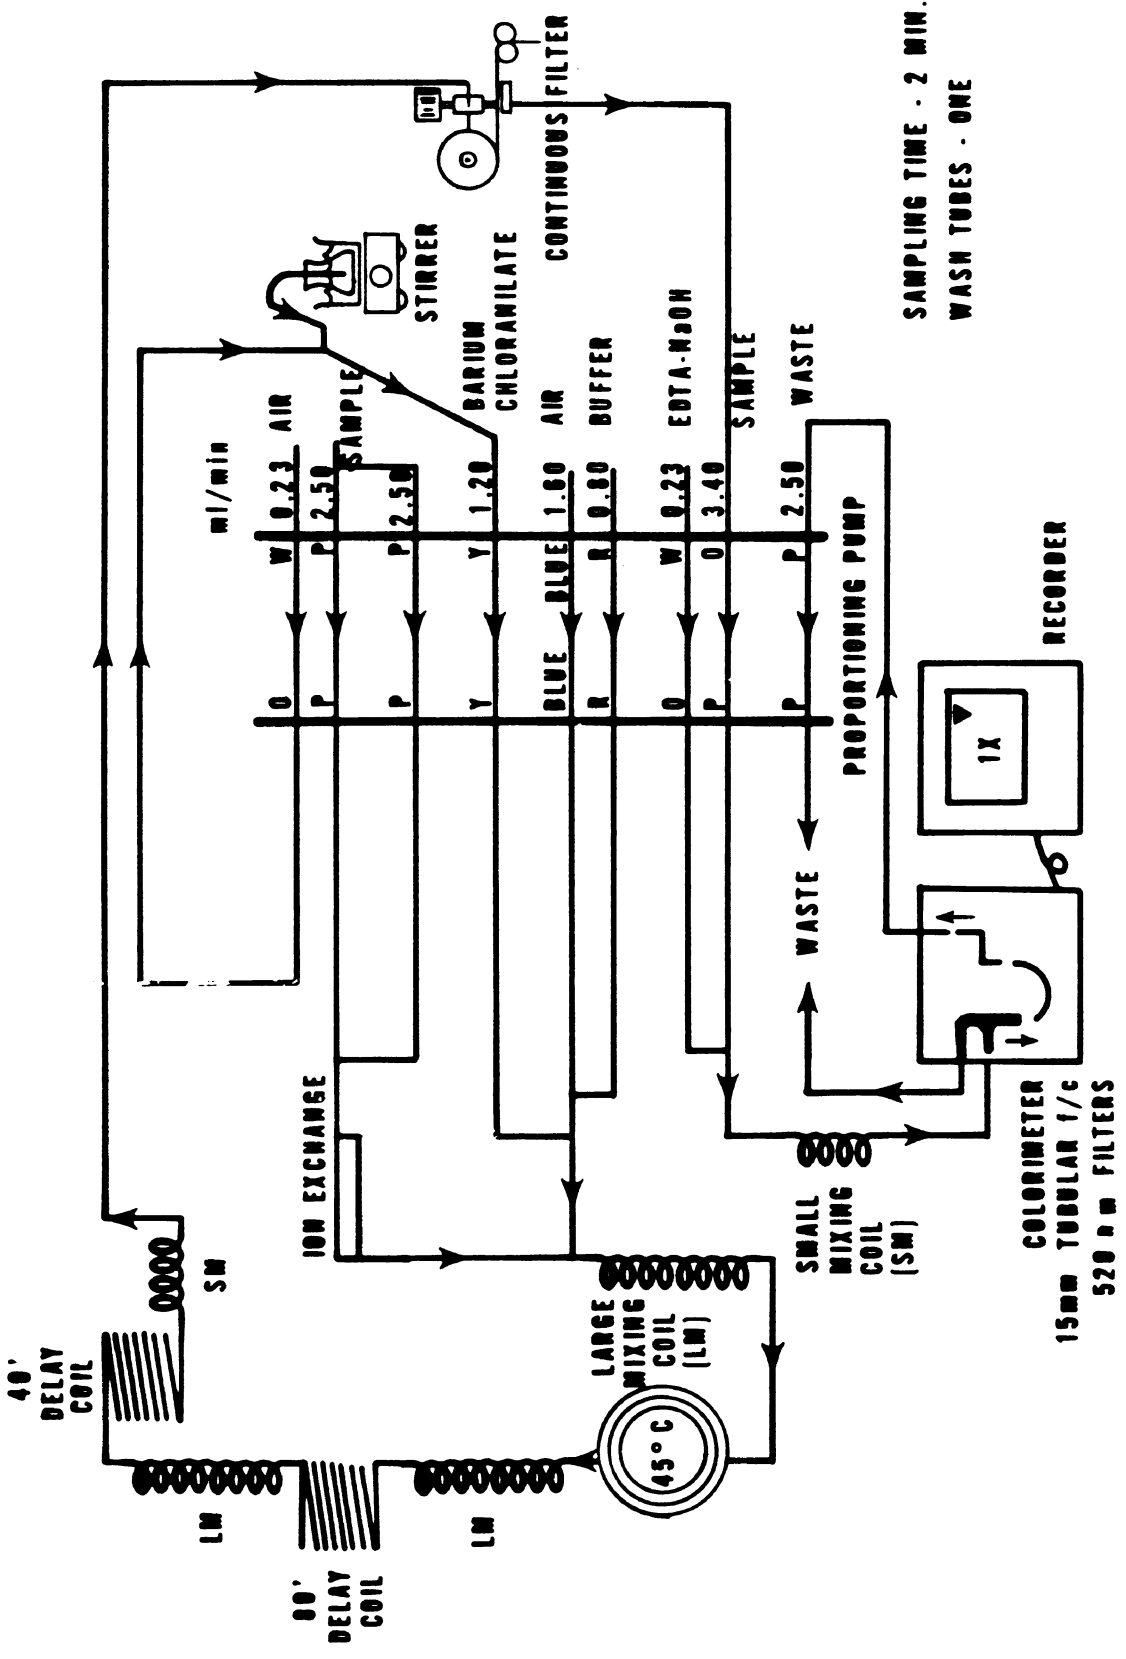 40'
DELAY
COIL
LM
SM
80'
DELAY
COIL
ION EXCHANGE
LM
LARGE
MIXING
COIL
(LM)
45°C
ml/min
O W 0.23 AIR
P P 2.50 SAMPLE
P P 2.50
STIRRER
Y Y 1.20 BARIUM
CHLORANILATE
BLUE BLUE 1.60 AIR
CONTINUOUS FILTER
R R 0.80 BUFFER
O W 0.23 EDTA-NaOH
P O 3.40 SAMPLE
P P 2.50 WASTE
WASTE
PROPORTIONING PUMP
SMALL
MIXING
COIL
(SM)
SAMPLING TIME - 2 MIN.
WASH TUBES - ONE
1X
RECORDER
COLORIMETER
15mm TUBULAR f/c
520 nm FILTERS